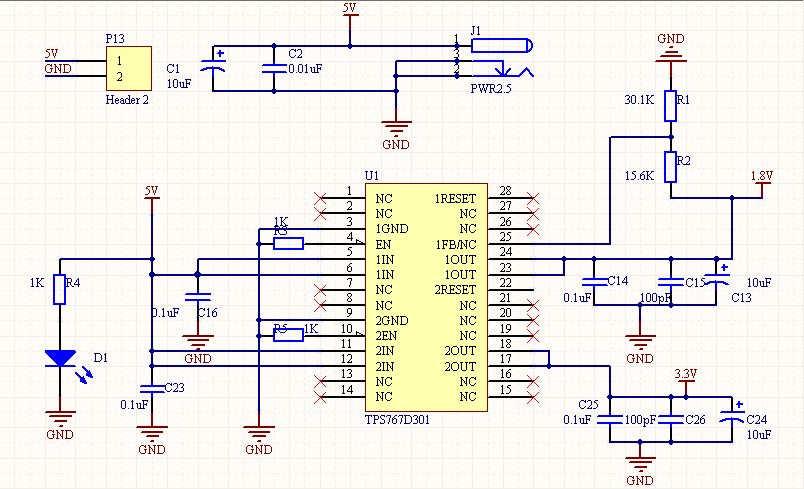 5V
P13
5V
1
GND
2
Header 2
C1
10uF
C2
0.01uF
J1
1
3
2
PWR2.5
GND
GND
30.1K
R1
R2
15.6K
1.8V
U1
5V
1
NC
1RESET
28
2
NC
NC
27
3
1GND
NC
26
1K
R3
4
EN
1FB/NC
25
5
1IN
1OUT
24
6
1IN
1OUT
23
7
NC
2RESET
22
8
NC
NC
21
9
2GND
NC
20
R5
1K
10
2EN
NC
19
11
2IN
2OUT
18
12
2IN
2OUT
17
13
NC
NC
16
14
NC
NC
15
TPS767D301
1K
R4
D1
GND
0.1uF
C16
GND
C23
0.1uF
GND
GND
C14
0.1uF
C15
100pF
10uF
C13
GND
3.3V
C25
0.1uF
100pF
C26
C24
10uF
GND